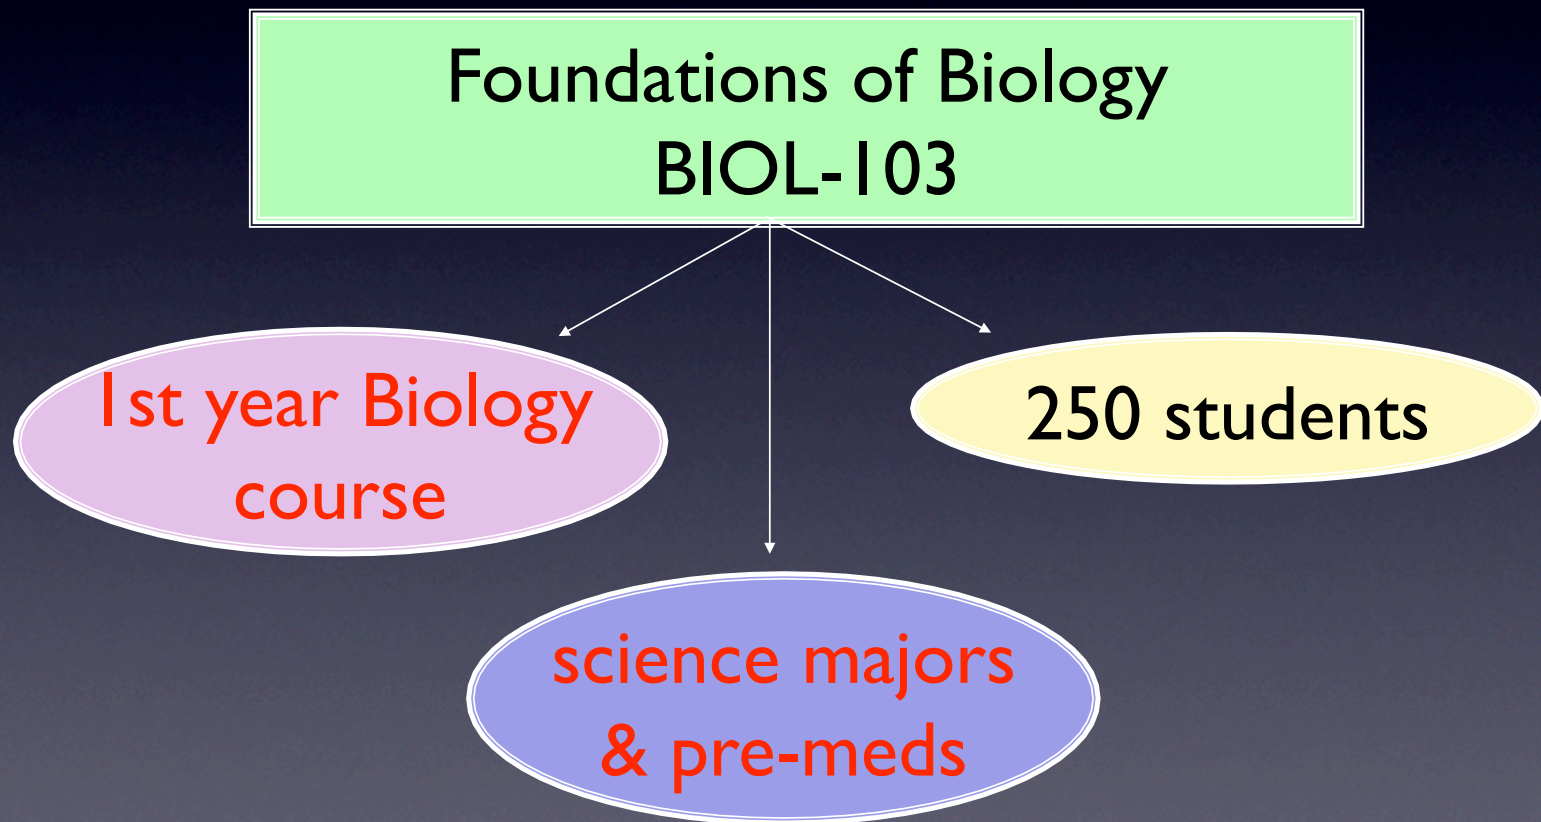 Foundations of Biology
BIOL-103
1st year Biology
course
250 students
science majors
& pre-meds